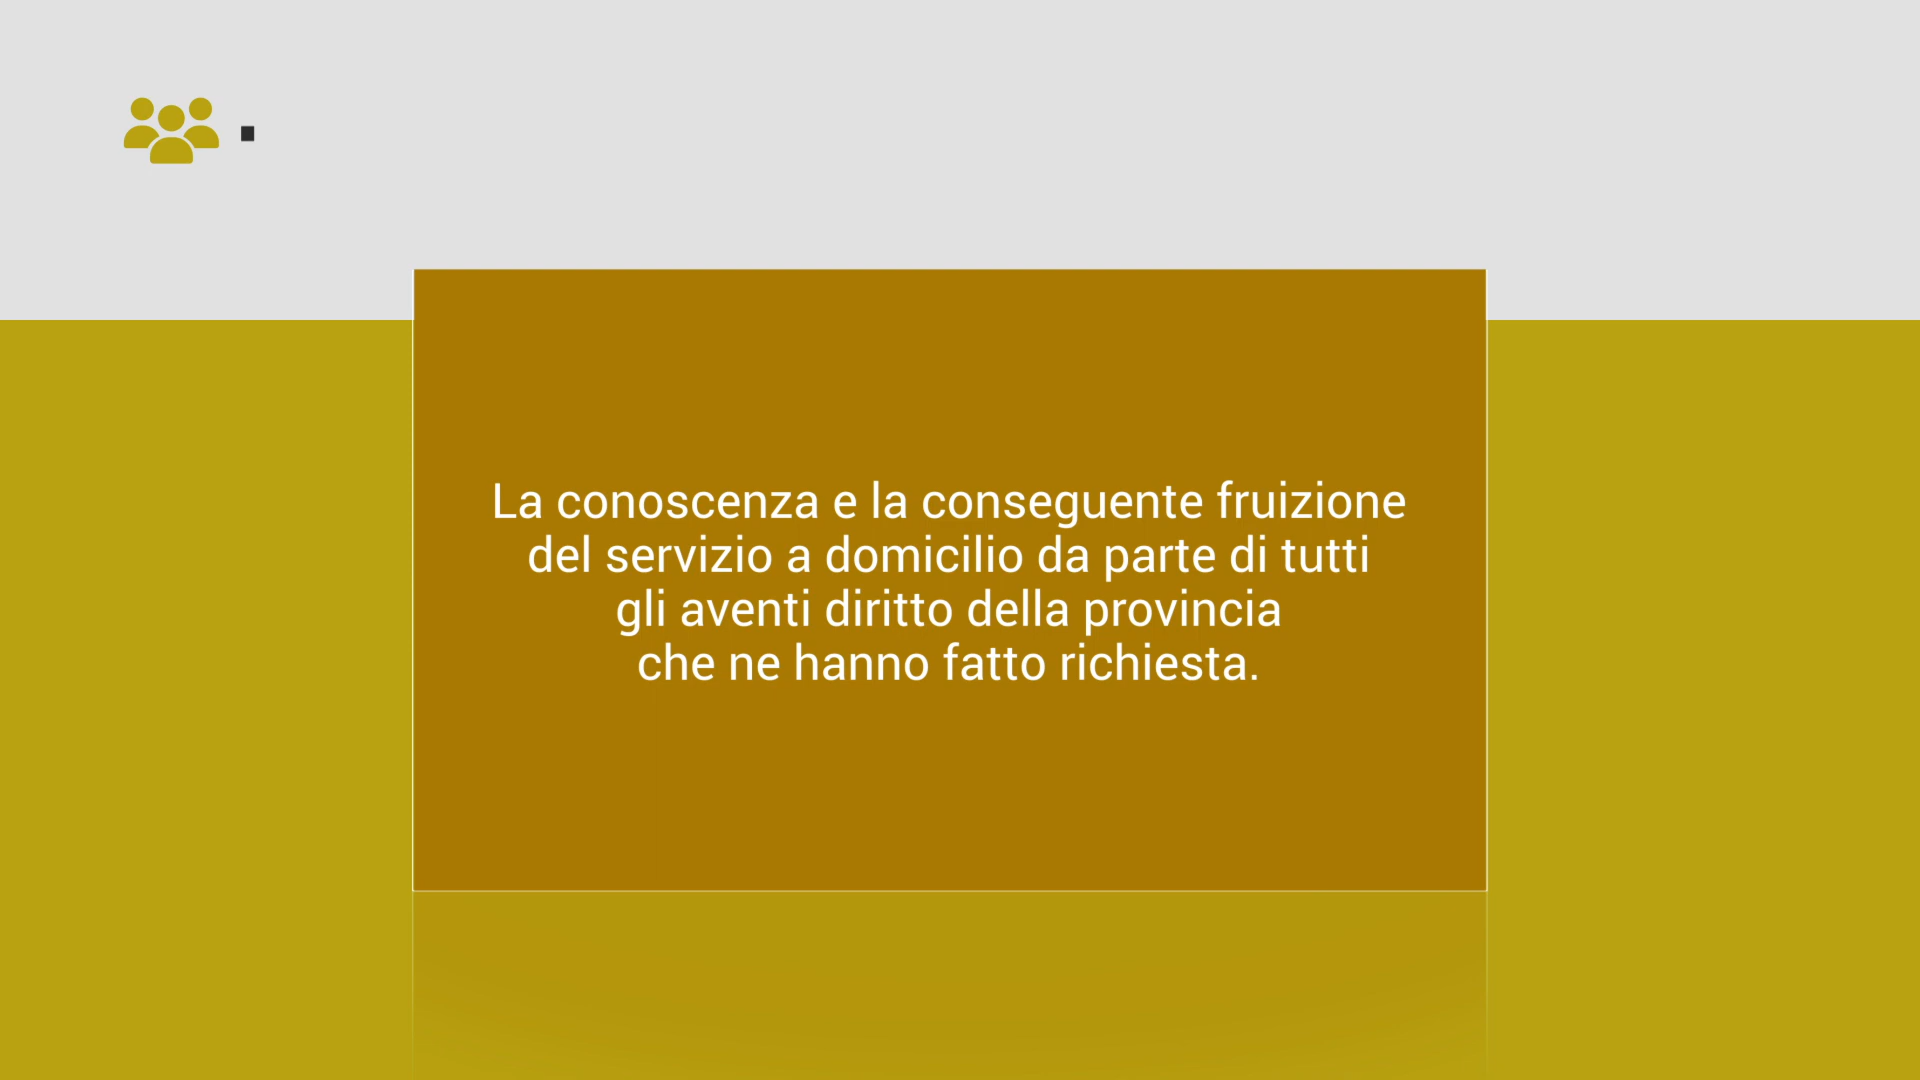 La conoscenza e la conseguente fruizione
del servizio a domicilio da parte di tutti
gli aventi diritto della provincia
che ne hanno fatto richiesta.